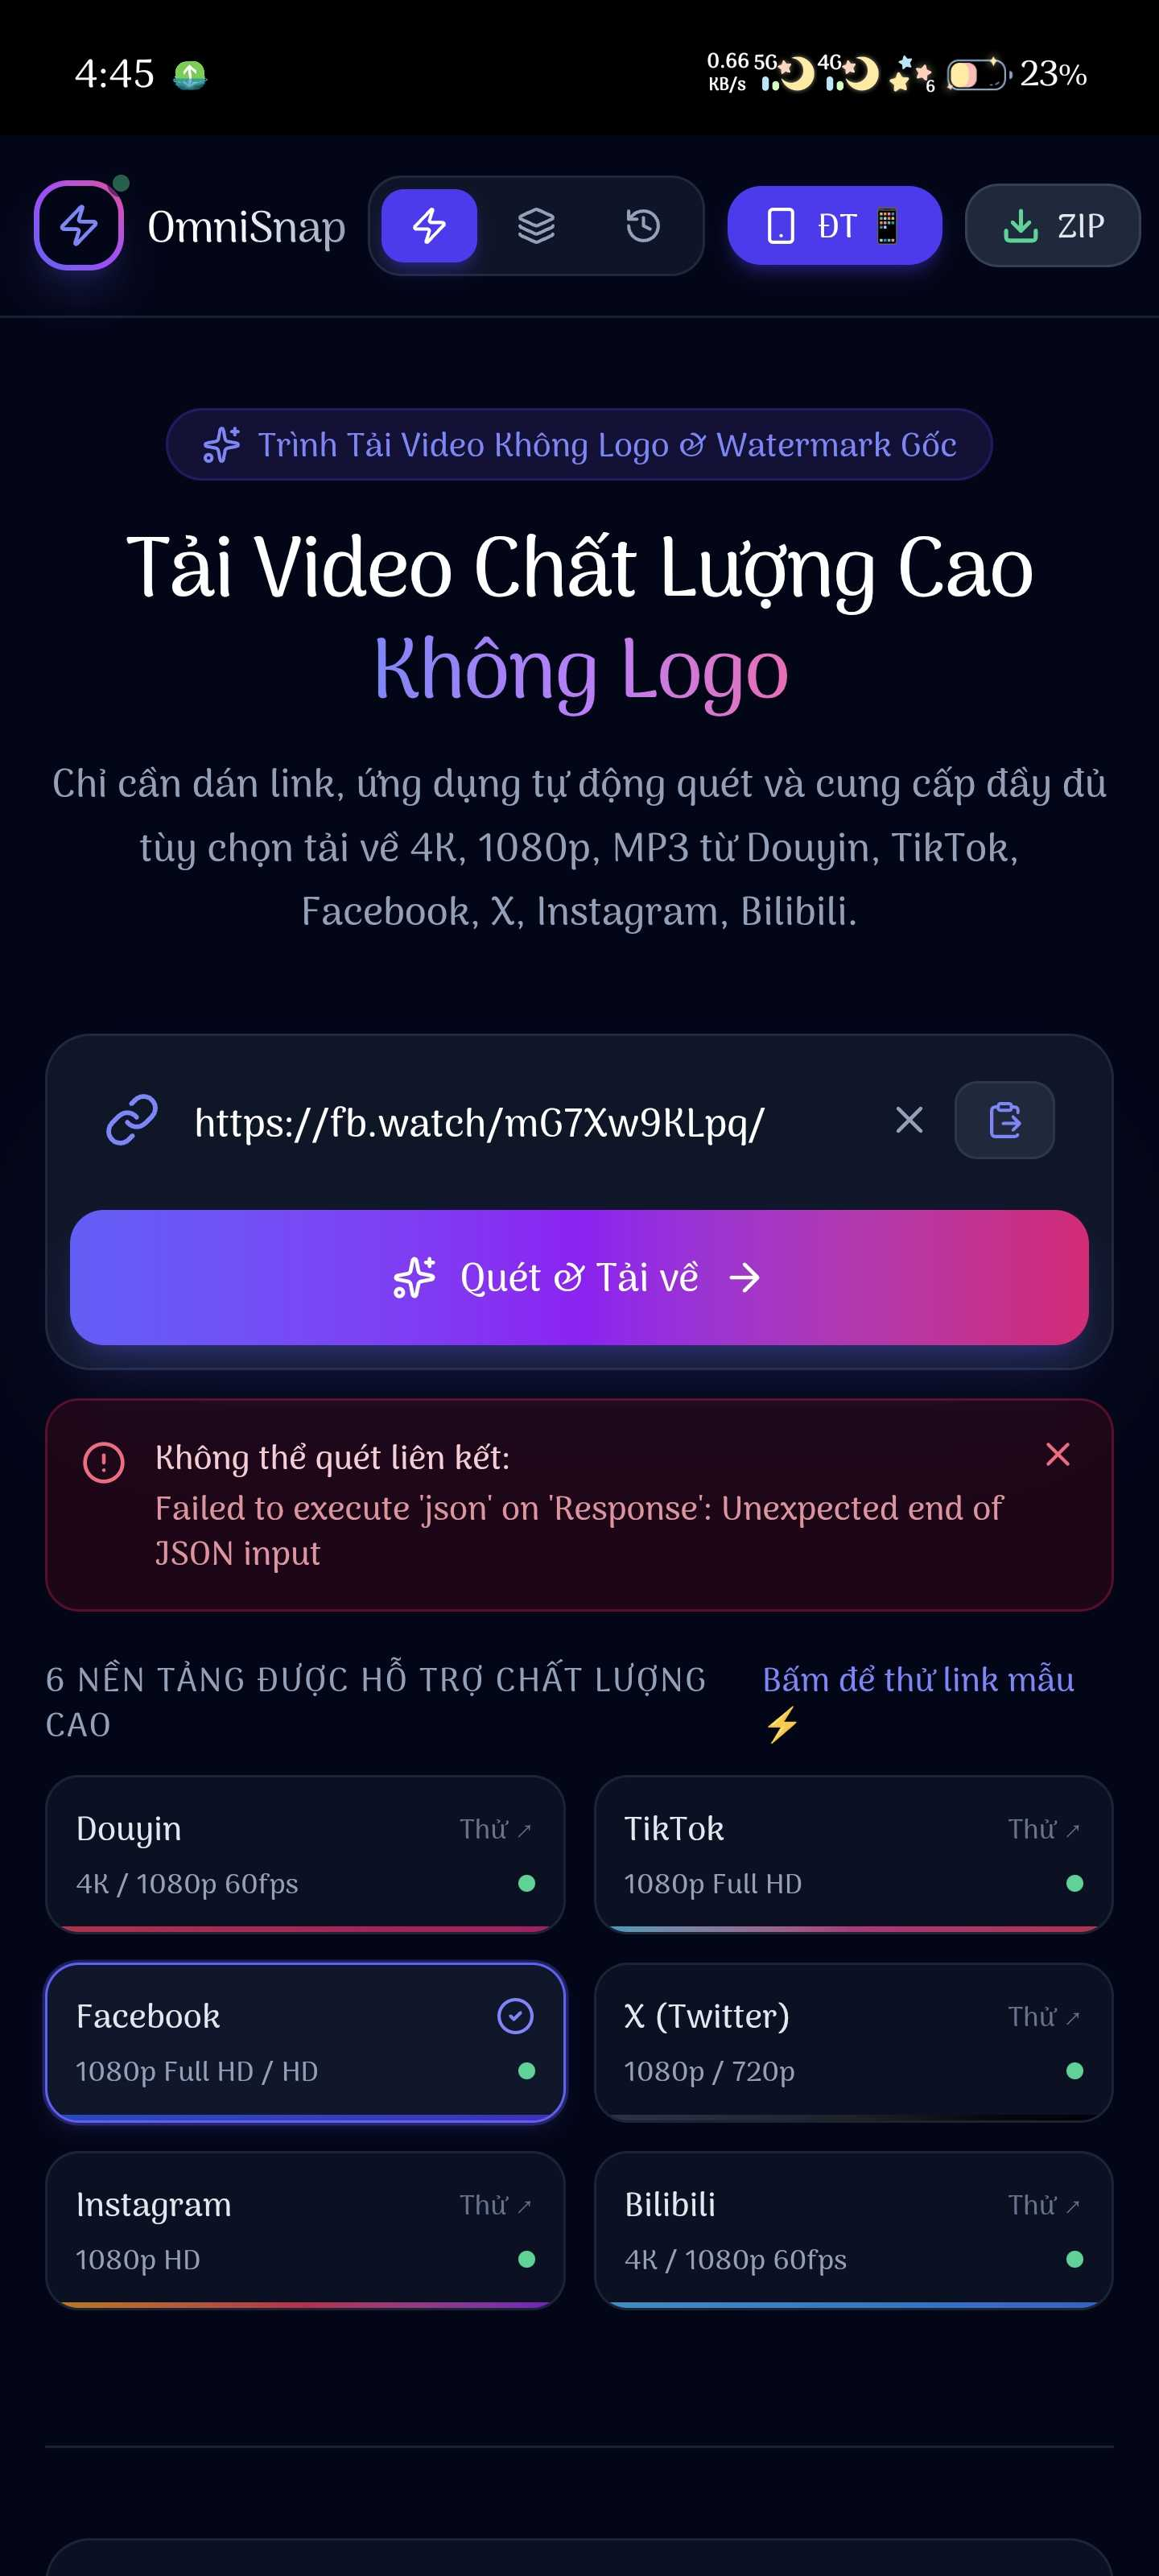 4:45
0.66 KB/s 5G 4G 6 23%
OmniSnap ĐT ZIP
Trình Tải Video Không Logo & Watermark Gốc
Tải Video Chất Lượng Cao
Không Logo
Chỉ cần dán link, ứng dụng tự động quét và cung cấp đầy đủ
tùy chọn tải về 4K, 1080p, MP3 từ Douyin, TikTok,
Facebook, X, Instagram, Bilibili.
https://fb.watch/mG7Xw9KLpq/
Quét & Tải về →
Không thể quét liên kết:
Failed to execute 'json' on 'Response': Unexpected end of
JSON input
6 NỀN TẢNG ĐƯỢC HỖ TRỢ CHẤT LƯỢNG
CAO
Bấm để thử link mẫu
⚡
Douyin Thử ↗
4K / 1080p 60fps
TikTok Thử ↗
1080p Full HD
Facebook
1080p Full HD / HD
X (Twitter) Thử ↗
1080p / 720p
Instagram Thử ↗
1080p HD
Bilibili Thử ↗
4K / 1080p 60fps